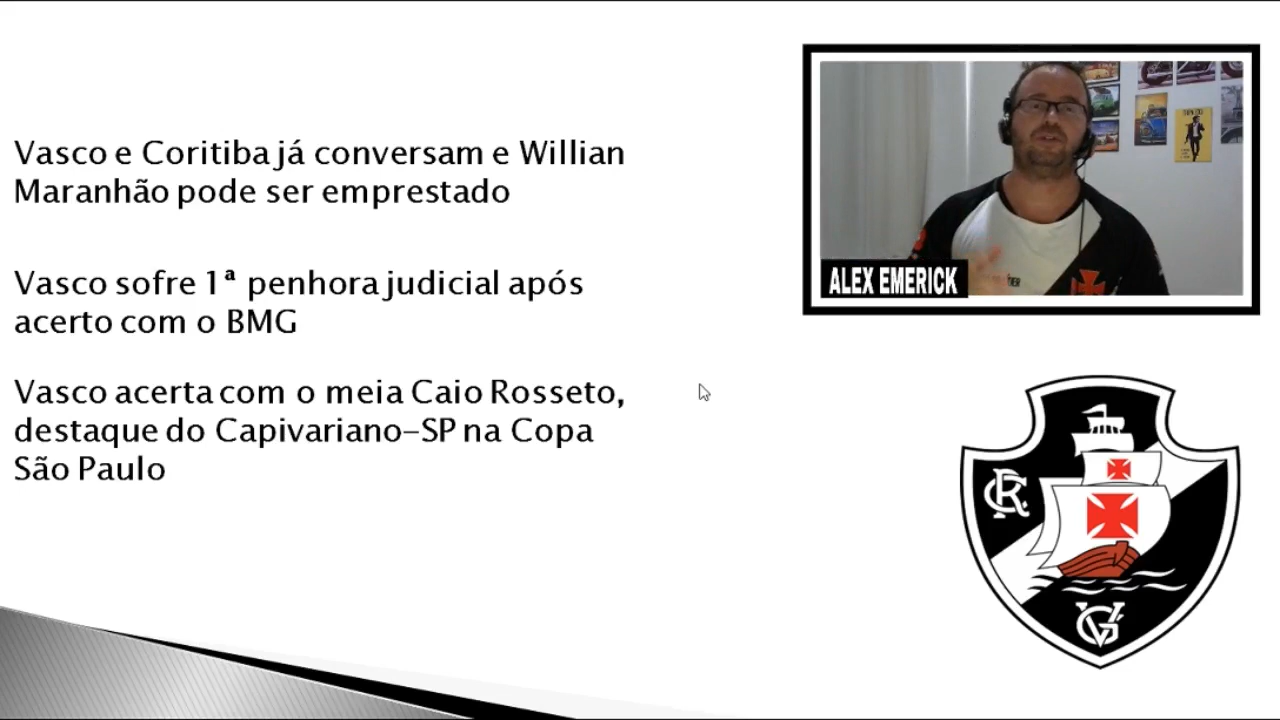 Vasco e Coritiba já conversam e Willian
Maranhão pode ser emprestado
Vasco sofre 1ª penhora judicial após
acerto com o BMG
Vasco acerta com o meia Caio Rosseto,
destaque do Capivariano-SP na Copa
São Paulo
ALEX EMERICK